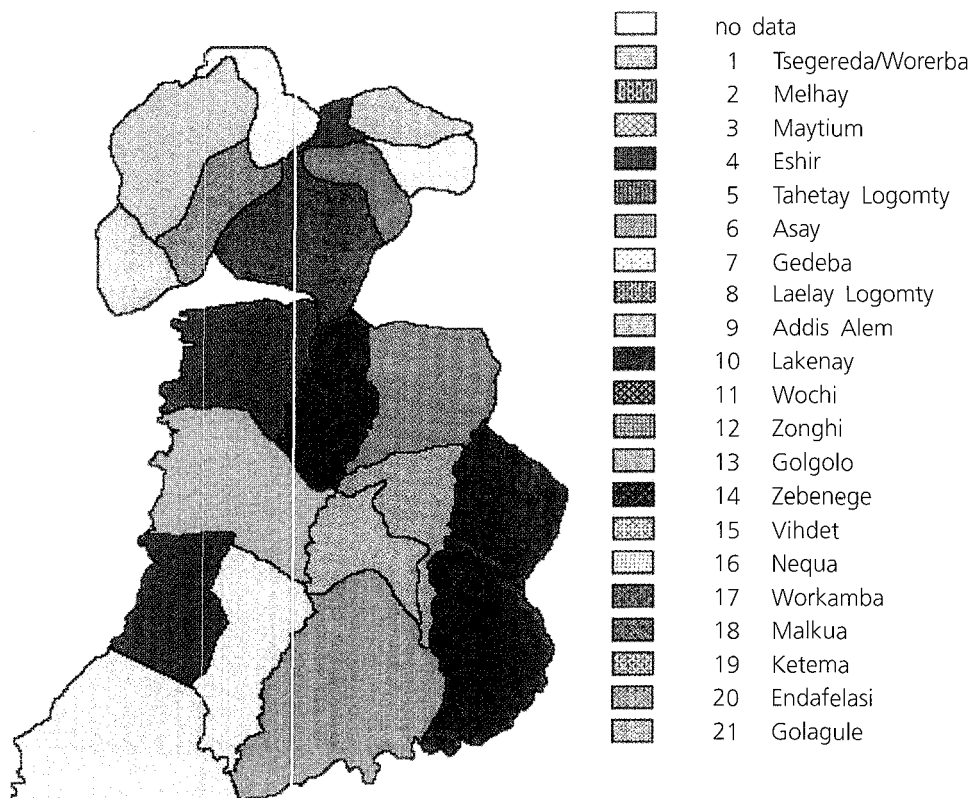 no data
1 Tsegereda/Worerba
2 Melhay
3 Maytium
4 Eshir
5 Tahetay Logomty
6 Asay
7 Gedeba
8 Laelay Logomty
9 Addis Alem
10 Lakenay
11 Wochi
12 Zonghi
13 Golgolo
14 Zebenege
15 Vihdet
16 Nequa
17 Workamba
18 Malkua
19 Ketema
20 Endafelasi
21 Golagule